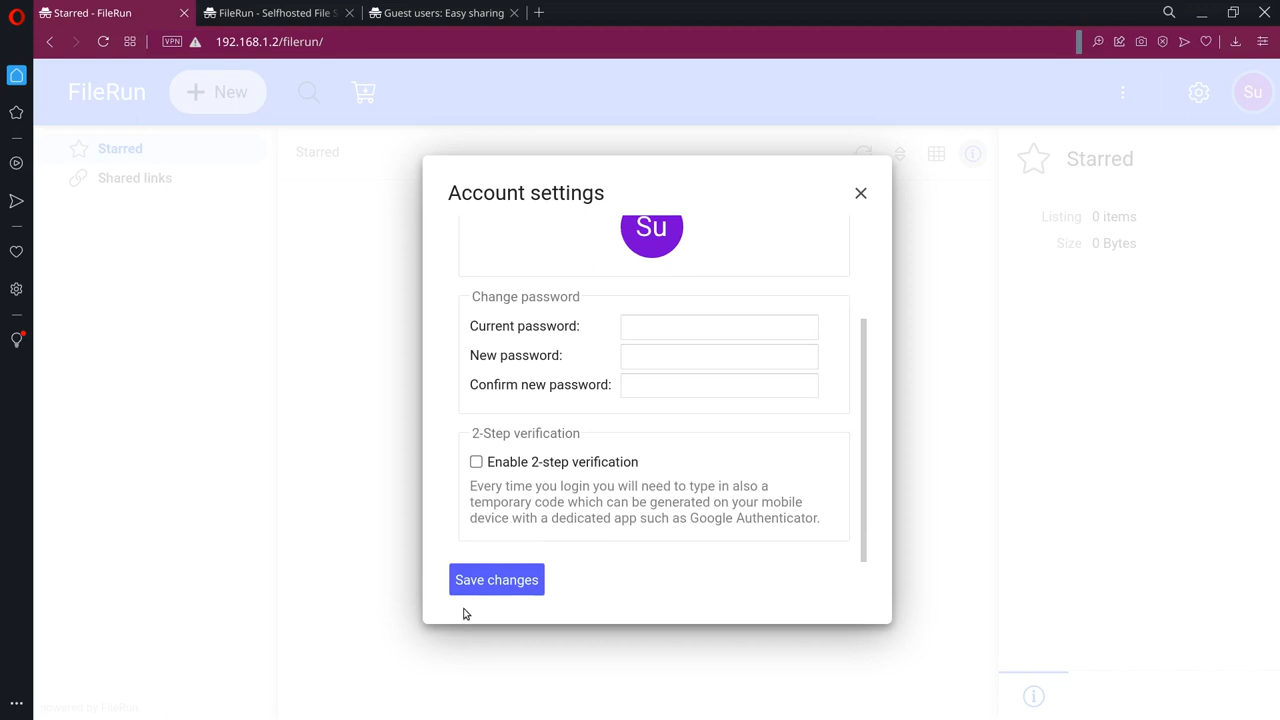 Starred - FileRun
FileRun - Selfhosted File S
Guest users: Easy sharing
VPN
192.168.1.2/filerun/
FileRun
New
Su
Starred
Shared links
Starred
Starred
Listing 0 items
Size 0 Bytes
Account settings
Su
Change password
Current password:
New password:
Confirm new password:
2-Step verification
Enable 2-step verification
Every time you login you will need to type in also a
temporary code which can be generated on your mobile
device with a dedicated app such as Google Authenticator.
Save changes
powered by FileRun